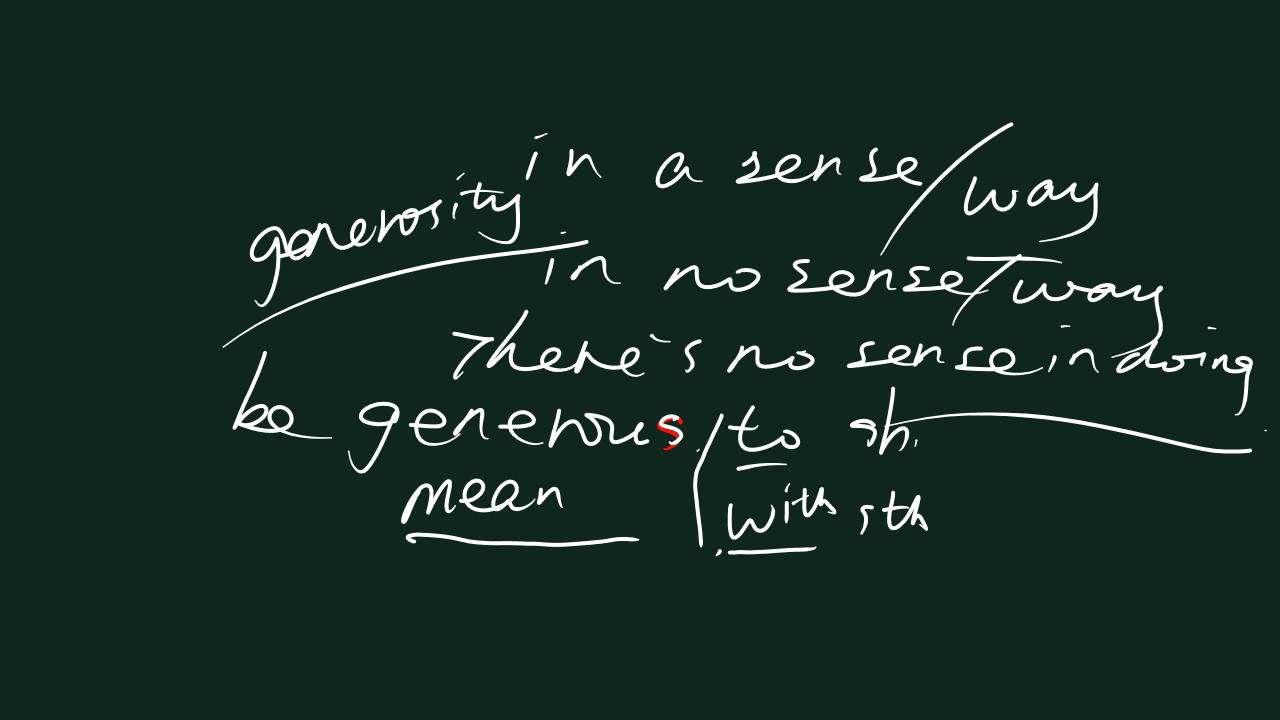 in a sense/way
generosity
in no sense/way
There's no sense in doing
be generous to sb.
mean with sth